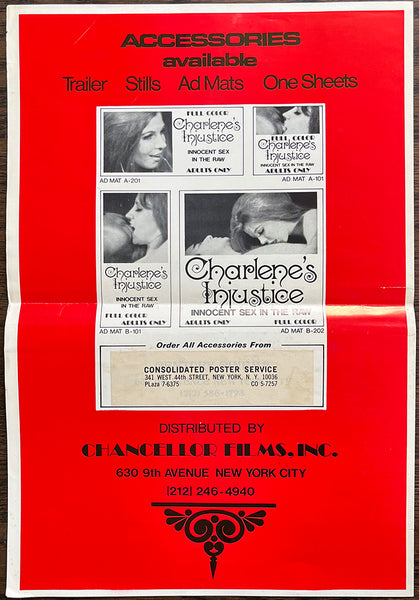 ACCESSORIES
available
Trailer Stills Ad Mats One Sheets
FULL COLOR
Charlene's
Injustice
INNOCENT SEX
IN THE RAW
ADULTS ONLY
AD MAT A-201
FULL COLOR
Charlene's
Injustice
INNOCENT SEX IN THE RAW
ADULTS ONLY
AD MAT A-101
Charlene's
Injustice
INNOCENT SEX
IN THE RAW
FULL COLOR
ADULTS ONLY
AD MAT B-101
Charlene's
Injustice
INNOCENT SEX IN THE RAW
ADULTS ONLY FULL COLOR
AD MAT B-202
Order All Accessories From
CONSOLIDATED POSTER SERVICE
341 WEST 44th STREET, NEW YORK, N. Y. 10036
PLaza 7-6375 CO 5-7257
DISTRIBUTED BY
CHANCELLOR FILMS, INC.
630 9th AVENUE NEW YORK CITY
(212) 246-4940